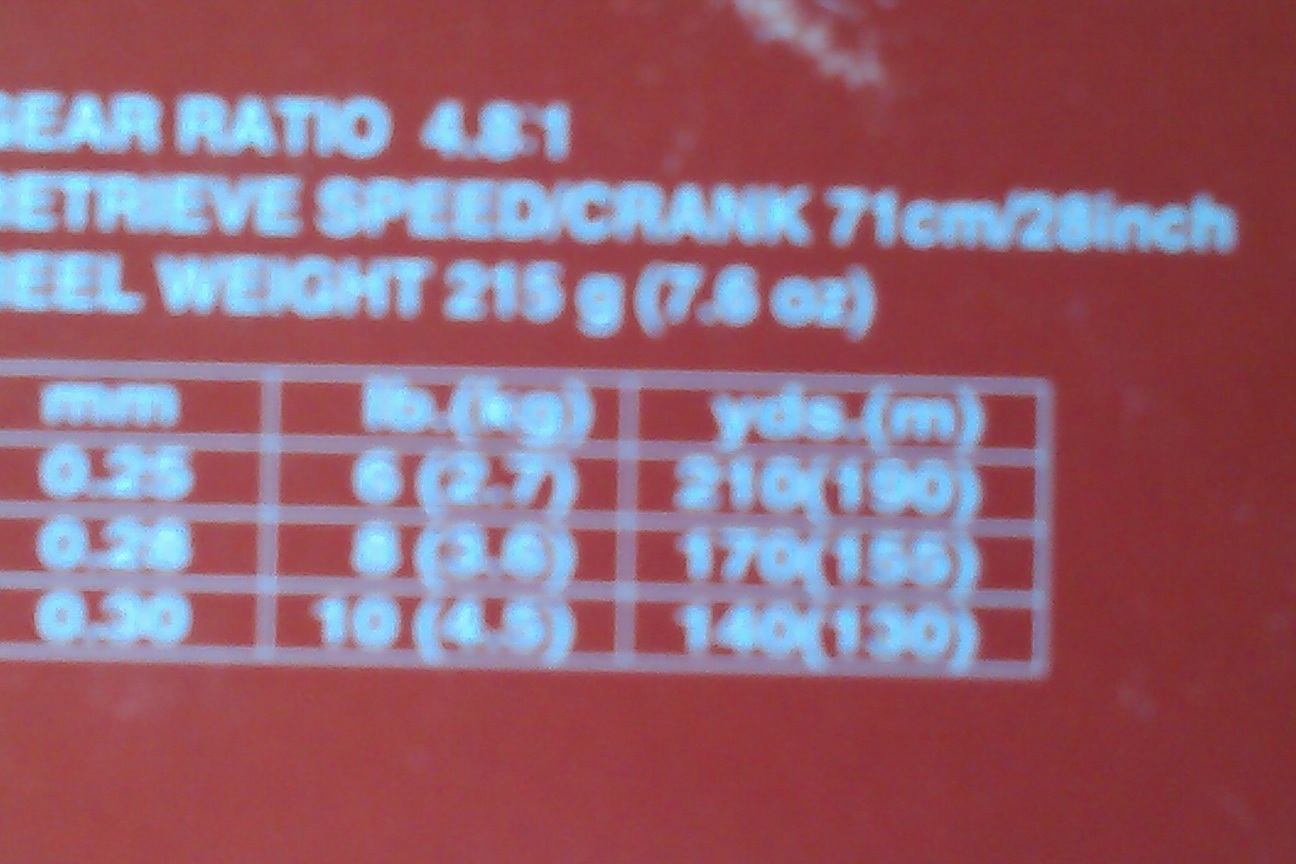 GEAR RATIO 4.8:1
RETRIEVE SPEED/CRANK 71cm/28inch
REEL WEIGHT 215 g (7.6 oz)
mm lb.(kg) yds.(m)
0.25 6 (2.7) 210(190)
0.28 8 (3.6) 170(155)
0.30 10 (4.5) 140(130)